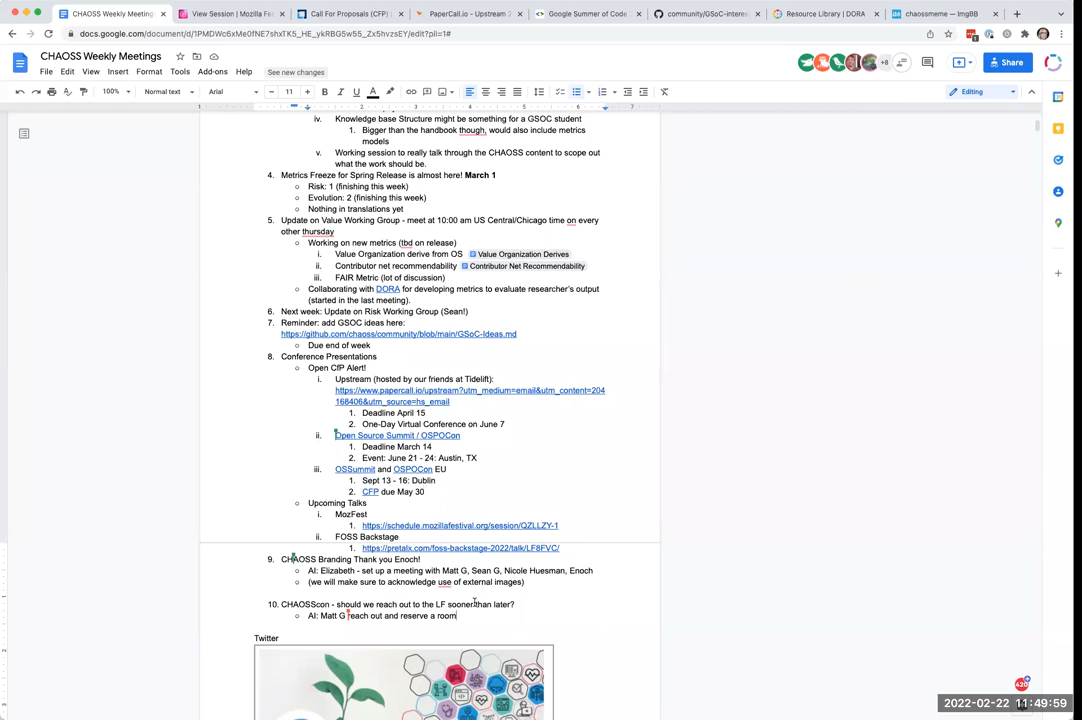 CHAOSS Weekly Meetings
View Session | Mozilla Fe
Call For Proposals (CFP) |
PaperCall.io - Upstream 2
Google Summer of Code
community/GSoC-interes
Resource Library | DORA
chaossmeme — ImgBB
docs.google.com/document/d/1PMDWc6xMe0fNE7shxTK5_HE_ykRBG5w55_Zx5hvzsEY/edit?pli=1#
CHAOSS Weekly Meetings
File Edit View Insert Format Tools Add-ons Help See new changes
+8
Share
100% Normal text Arial 11 B I U A
Editing
1 1 2 3 4 5 6 7
iv. Knowledge base Structure might be something for a GSOC student
1. Bigger than the handbook though, would also include metrics
models
v. Working session to really talk through the CHAOSS content to scope out
what the work should be.
4. Metrics Freeze for Spring Release is almost here! March 1
○ Risk: 1 (finishing this week)
○ Evolution: 2 (finishing this week)
○ Nothing in translations yet
5. Update on Value Working Group - meet at 10:00 am US Central/Chicago time on every
other thursday
○ Working on new metrics (tbd on release)
i. Value Organization derive from OS Value Organization Derives
ii. Contributor net recommendability Contributor Net Recommendability
iii. FAIR Metric (lot of discussion)
○ Collaborating with DORA for developing metrics to evaluate researcher's output
(started in the last meeting).
6. Next week: Update on Risk Working Group (Sean!)
7. Reminder: add GSOC ideas here:
https://github.com/chaoss/community/blob/main/GSoC-Ideas.md
○ Due end of week
8. Conference Presentations
○ Open CfP Alert!
i. Upstream (hosted by our friends at Tidelift):
https://www.papercall.io/upstream?utm_medium=email&utm_content=204
168406&utm_source=hs_email
1. Deadline April 15
2. One-Day Virtual Conference on June 7
ii. Open Source Summit / OSPOCon
1. Deadline March 14
2. Event: June 21 - 24: Austin, TX
iii. OSSummit and OSPOCon EU
1. Sept 13 - 16: Dublin
2. CFP due May 30
○ Upcoming Talks
i. MozFest
1. https://schedule.mozillafestival.org/session/QZLLZY-1
ii. FOSS Backstage
1. https://pretalx.com/foss-backstage-2022/talk/LF8FVC/
9. CHAOSS Branding Thank you Enoch!
○ AI: Elizabeth - set up a meeting with Matt G, Sean G, Nicole Huesman, Enoch
○ (we will make sure to acknowledge use of external images)
10. CHAOSScon - should we reach out to the LF sooner than later?
○ AI: Matt G reach out and reserve a room
Twitter
420
2022-02-22 11:49:59